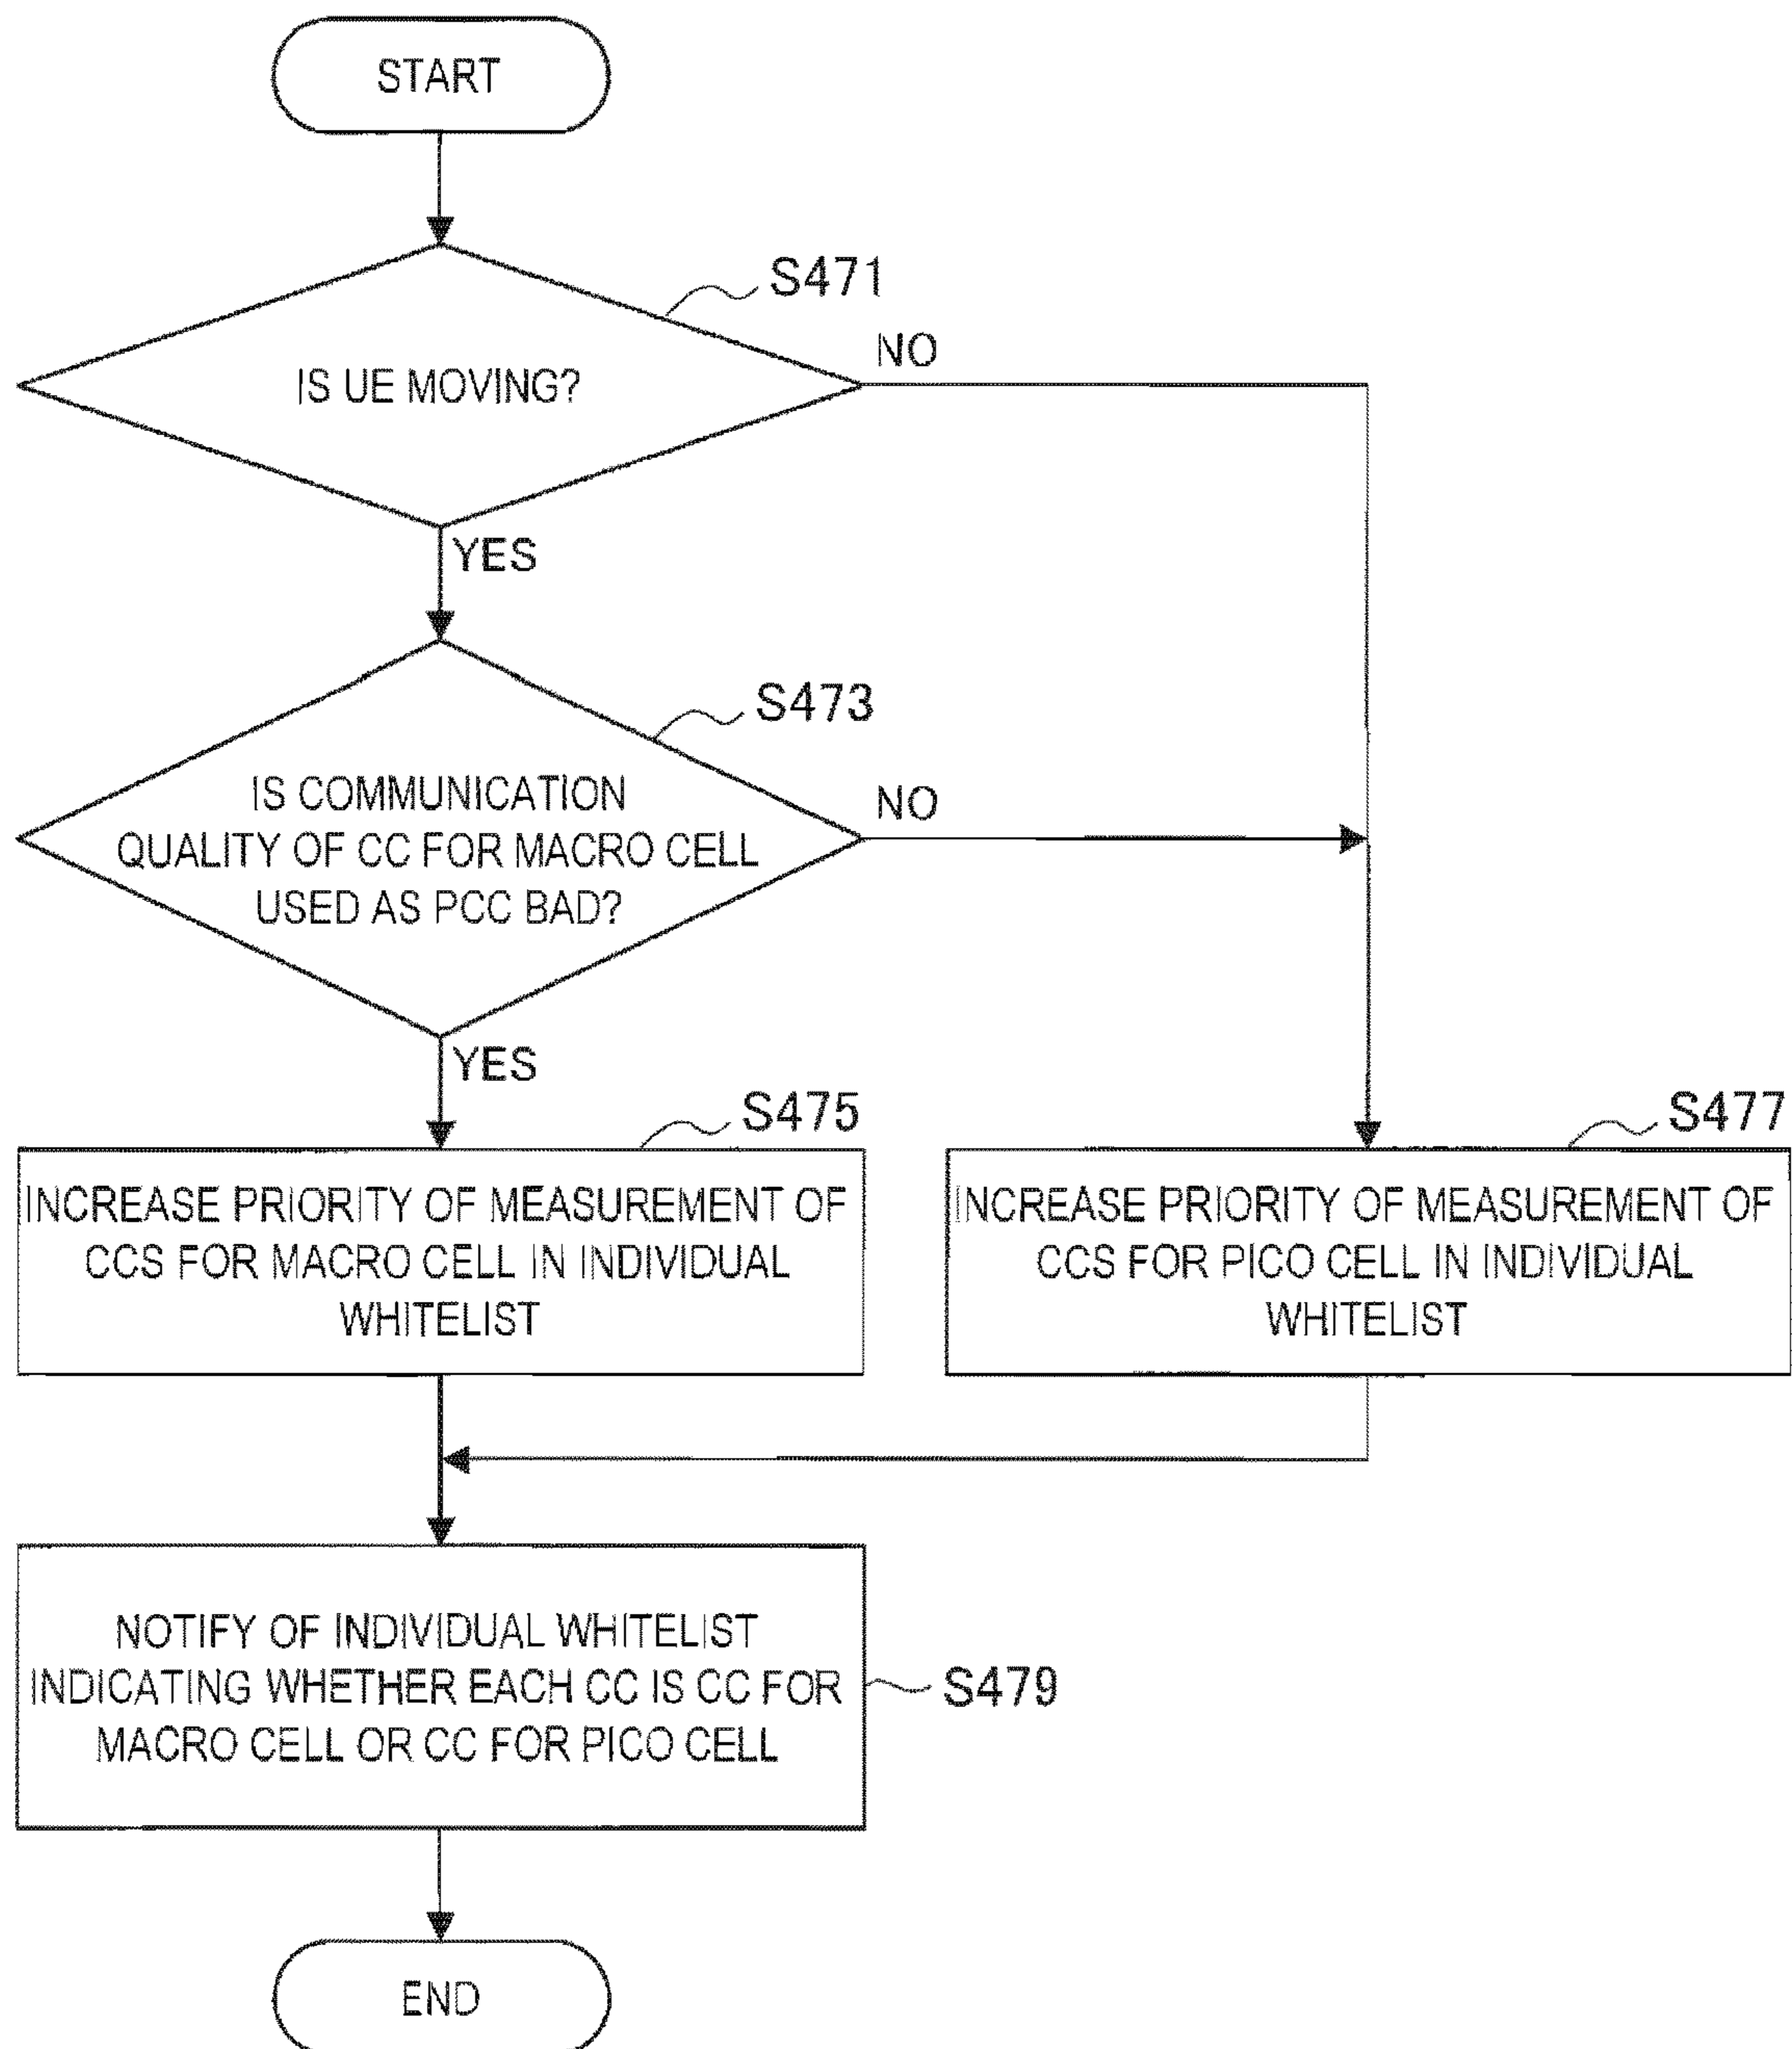 START
S471
IS UE MOVING?
NO
YES
S473
IS COMMUNICATION
QUALITY OF CC FOR MACRO CELL
USED AS PCC BAD?
NO
YES
S475
INCREASE PRIORITY OF MEASUREMENT OF
CCS FOR MACRO CELL IN INDIVIDUAL
WHITELIST
S477
INCREASE PRIORITY OF MEASUREMENT OF
CCS FOR PICO CELL IN INDIVIDUAL
WHITELIST
NOTIFY OF INDIVIDUAL WHITELIST
INDICATING WHETHER EACH CC IS CC FOR
MACRO CELL OR CC FOR PICO CELL
S479
END